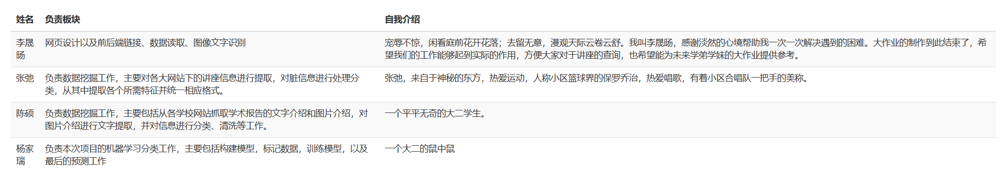 姓名 负责板块 自我介绍
李晟旸 网页设计以及前后端链接、数据读取、图像文字识别
宠辱不惊，闲看庭前花开花落；去留无意，漫观天际云卷云舒。我叫李晟旸，感谢淡然的心境帮助我一次一次解决遇到的困难。大作业的制作到此结束了，希
望我们的工作能够起到实际的作用，方便大家对于讲座的查询，也希望能为未来学弟学妹的大作业提供参考。
张弛 负责数据挖掘工作，主要对各大网站下的讲座信息进行提取，对脏信息进行处理分
类，从其中提取各个所需特征并统一相应格式。
张弛，来自于神秘的东方，热爱运动，人称小区篮球界的保罗乔治，热爱唱歌，有着小区合唱队一把手的美称。
陈硕 负责数据挖掘工作，主要包括从各学校网站抓取学术报告的文字介绍和图片介绍，对
图片介绍进行文字提取，并对信息进行分类、清洗等工作。
一个平平无奇的大二学生。
杨家瑞 负责本次项目的机器学习分类工作，主要包括构建模型，标记数据，训练模型，以及
最后的预测工作
一个大二的鼠中鼠